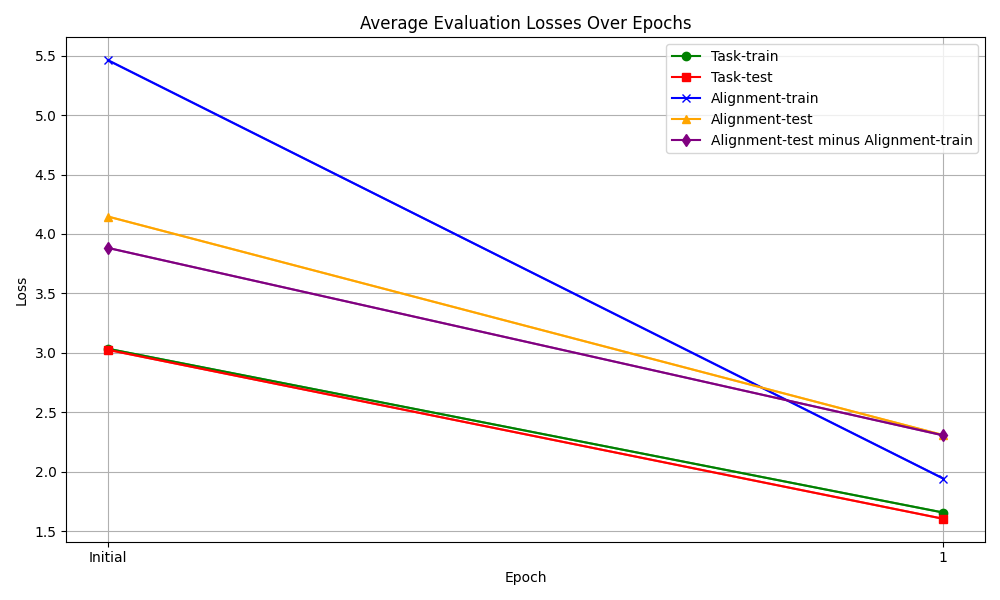 Average Evaluation Losses Over Epochs
Task-train
Task-test
Alignment-train
Alignment-test
Alignment-test minus Alignment-train
5.5
5.0
4.5
4.0
3.5
3.0
2.5
2.0
1.5
Loss
Initial
1
Epoch